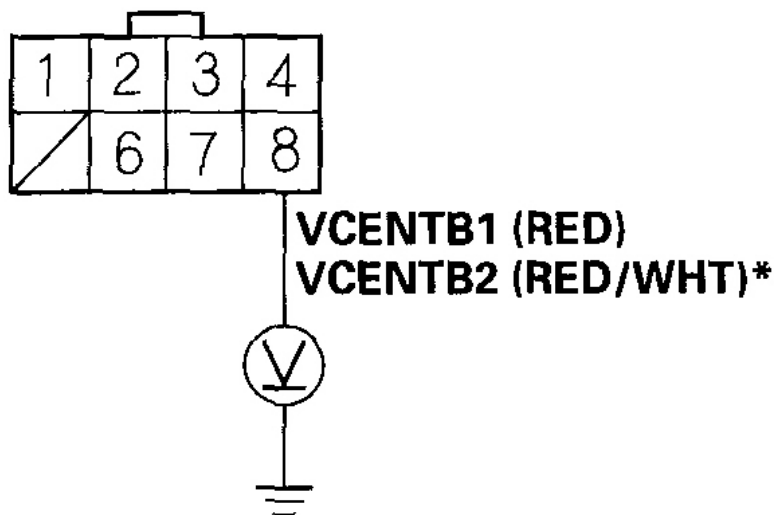 1 2 3 4
6 7 8
VCENTB1 (RED)
VCENTB2 (RED/WHT)*
V